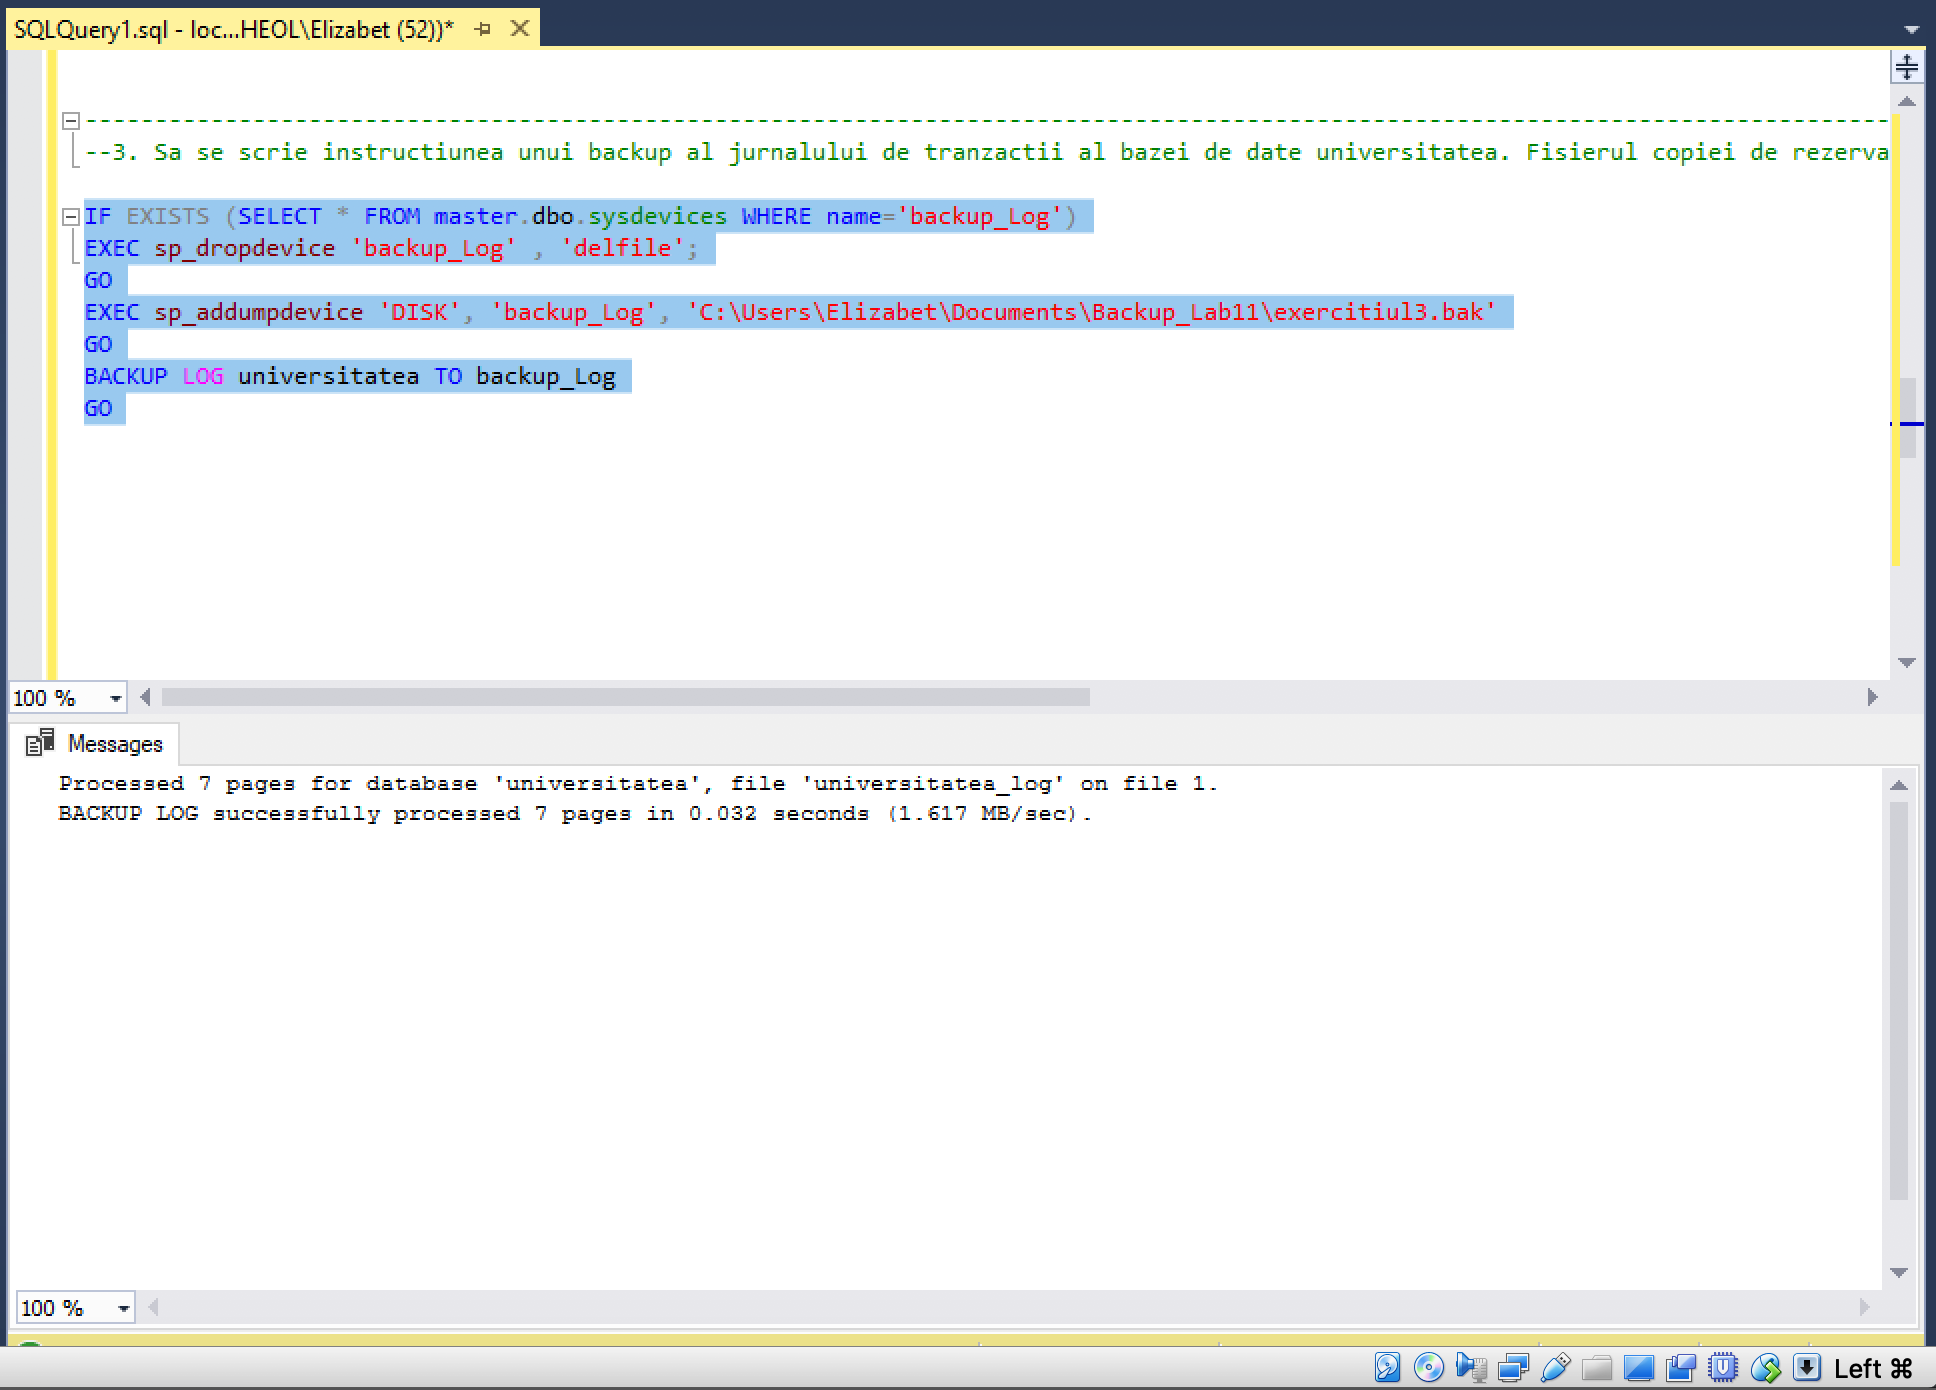 SQLQuery1.sql - loc...HEOL\Elizabet (52))*
--------------------------------------------------------------------------------------------------------------------------------
--3. Sa se scrie instructiunea unui backup al jurnalului de tranzactii al bazei de date universitatea. Fisierul copiei de rezerva
IF EXISTS (SELECT * FROM master.dbo.sysdevices WHERE name='backup_Log')
EXEC sp_dropdevice 'backup_Log' , 'delfile';
GO
EXEC sp_addumpdevice 'DISK', 'backup_Log', 'C:\Users\Elizabet\Documents\Backup_Lab11\exercitiul3.bak'
GO
BACKUP LOG universitatea TO backup_Log
GO
100 %
Messages
Processed 7 pages for database 'universitatea', file 'universitatea_log' on file 1.
BACKUP LOG successfully processed 7 pages in 0.032 seconds (1.617 MB/sec).
100 %
Left ⌘